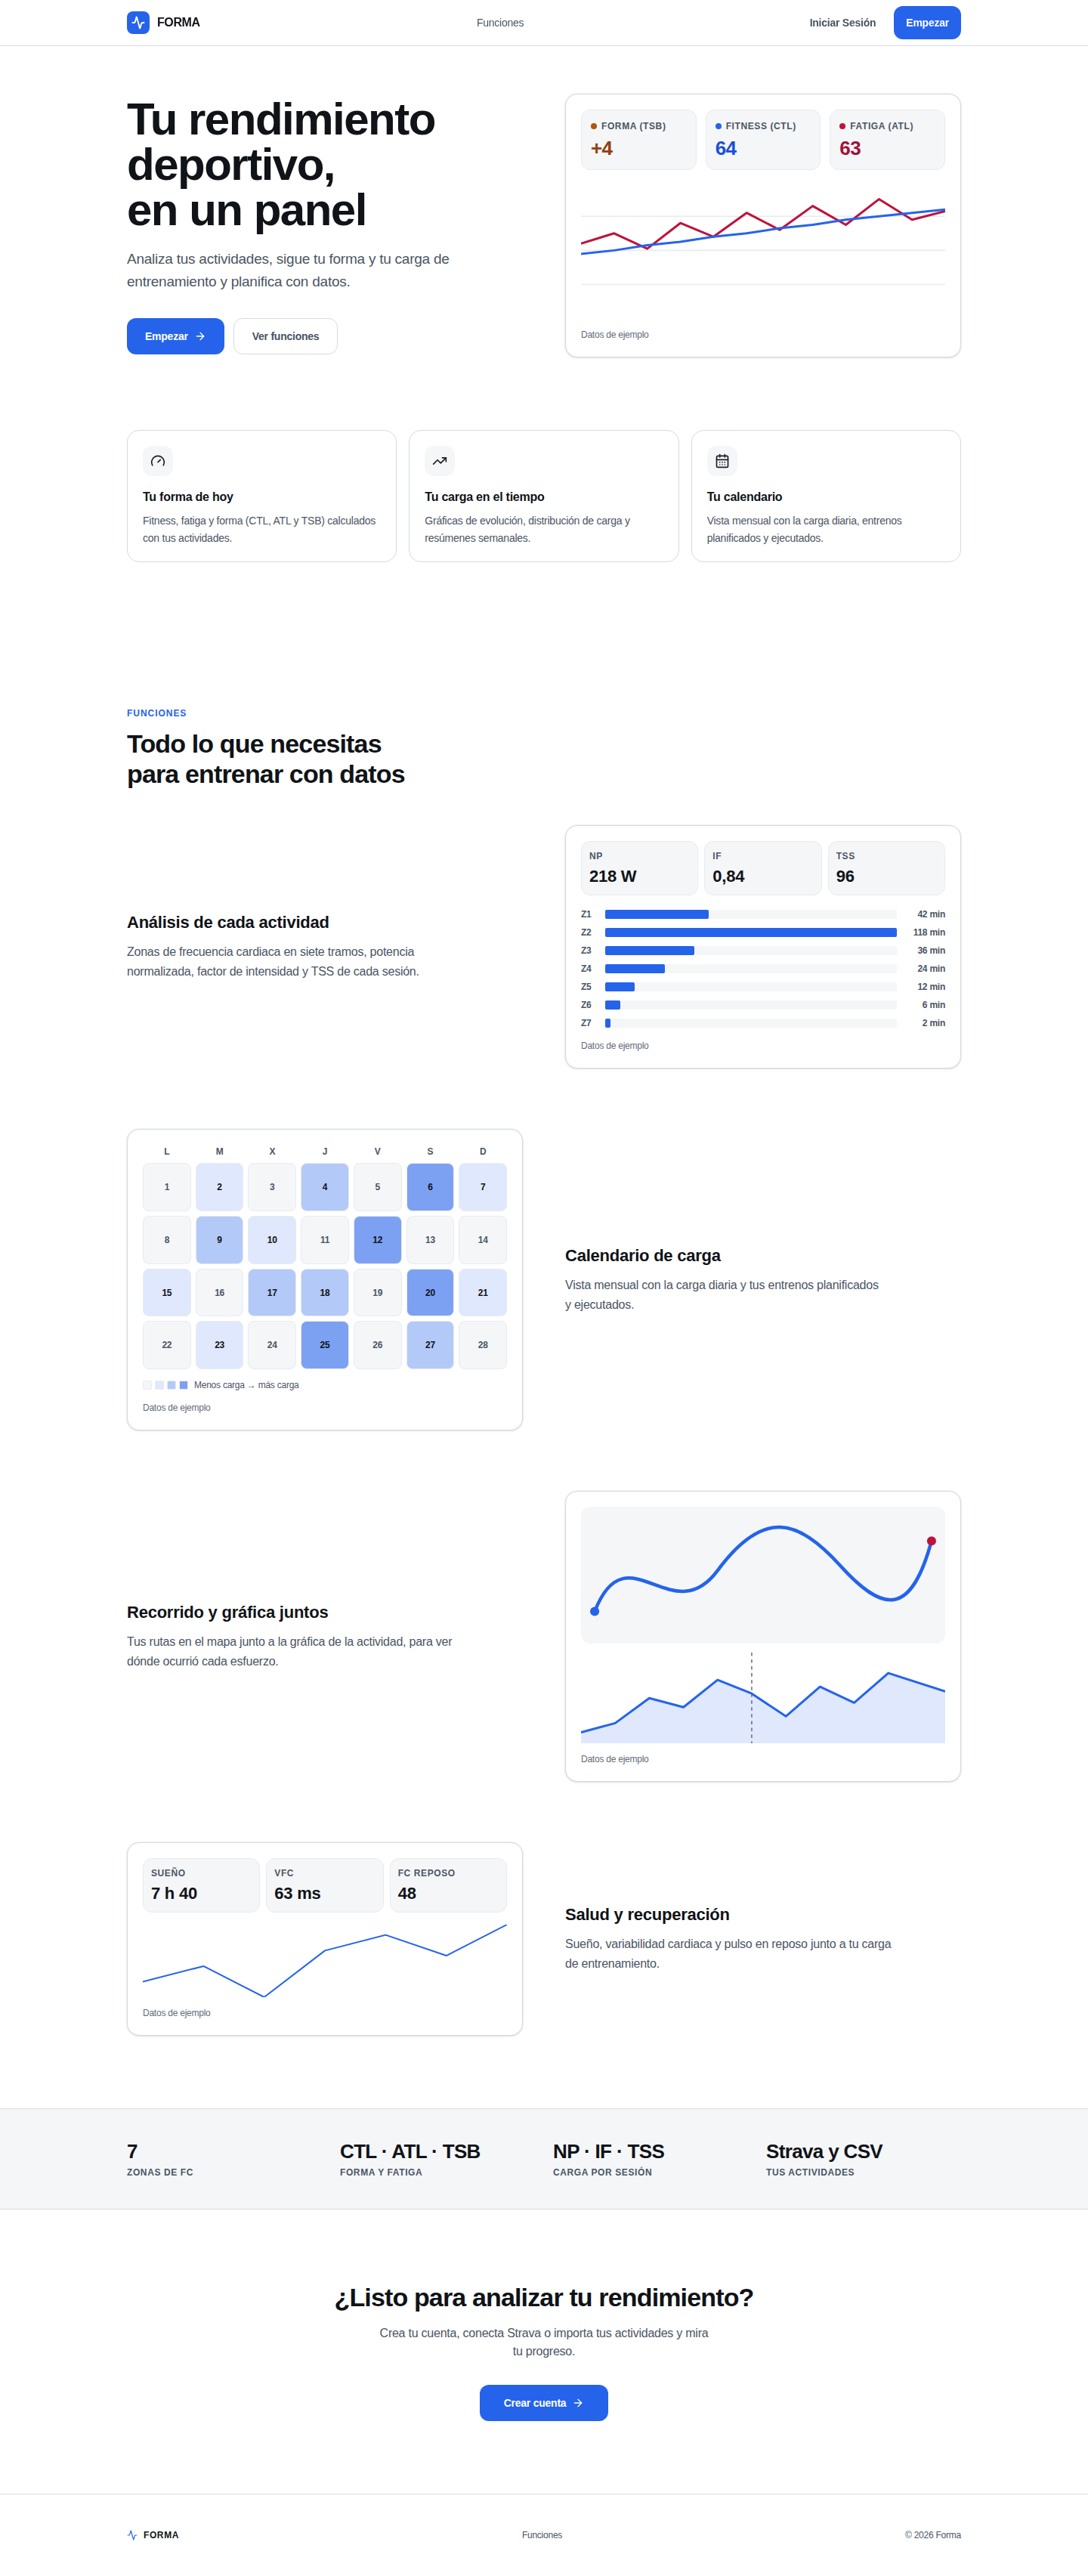 FORMA
Funciones
Iniciar Sesión
Empezar
Tu rendimiento
deportivo,
en un panel
Analiza tus actividades, sigue tu forma y tu carga de
entrenamiento y planifica con datos.
Empezar
Ver funciones
FORMA (TSB)
+4
FITNESS (CTL)
64
FATIGA (ATL)
63
Datos de ejemplo
Tu forma de hoy
Fitness, fatiga y forma (CTL, ATL y TSB) calculados
con tus actividades.
Tu carga en el tiempo
Gráficas de evolución, distribución de carga y
resúmenes semanales.
Tu calendario
Vista mensual con la carga diaria, entrenos
planificados y ejecutados.
FUNCIONES
Todo lo que necesitas
para entrenar con datos
Análisis de cada actividad
Zonas de frecuencia cardiaca en siete tramos, potencia
normalizada, factor de intensidad y TSS de cada sesión.
NP
218 W
IF
0,84
TSS
96
Z1 42 min
Z2 118 min
Z3 36 min
Z4 24 min
Z5 12 min
Z6 6 min
Z7 2 min
Datos de ejemplo
L M X J V S D
1 2 3 4 5 6 7
8 9 10 11 12 13 14
15 16 17 18 19 20 21
22 23 24 25 26 27 28
Menos carga → más carga
Datos de ejemplo
Calendario de carga
Vista mensual con la carga diaria y tus entrenos planificados
y ejecutados.
Recorrido y gráfica juntos
Tus rutas en el mapa junto a la gráfica de la actividad, para ver
dónde ocurrió cada esfuerzo.
Datos de ejemplo
SUEÑO
7 h 40
VFC
63 ms
FC REPOSO
48
Datos de ejemplo
Salud y recuperación
Sueño, variabilidad cardiaca y pulso en reposo junto a tu carga
de entrenamiento.
7
ZONAS DE FC
CTL · ATL · TSB
FORMA Y FATIGA
NP · IF · TSS
CARGA POR SESIÓN
Strava y CSV
TUS ACTIVIDADES
¿Listo para analizar tu rendimiento?
Crea tu cuenta, conecta Strava o importa tus actividades y mira
tu progreso.
Crear cuenta
FORMA
Funciones
© 2026 Forma